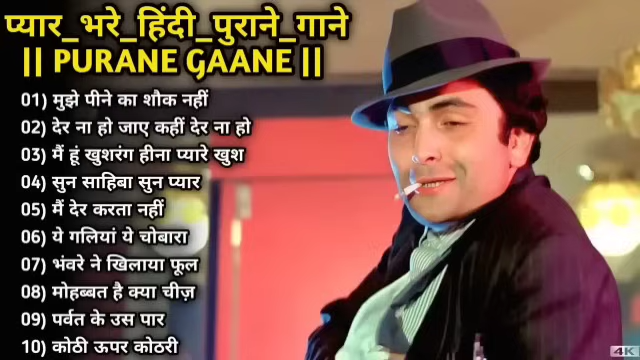 प्यार_भरे_हिंदी_पुराने_गाने
|| PURANE GAANE ||
01) मुझे पीने का शौक नहीं
02) देर ना हो जाए कहीं देर ना हो
03) मैं हूं खुशरंग हीना प्यारे खुश
04) सुन साहिबा सुन प्यार
05) मैं देर करता नहीं
06) ये गलियां ये चोबारा
07) भंवरे ने खिलाया फूल
08) मोहब्बत है क्या चीज़
09) पर्वत के उस पार
10) कोठी ऊपर कोठरी
4K